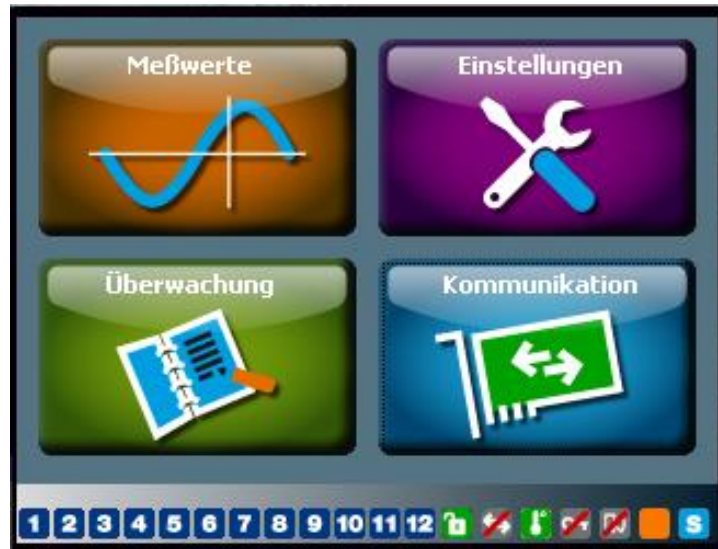 Meßwerte
Einstellungen
Überwachung
Kommunikation
1 2 3 4 5 6 7 8 9 10 11 12 S